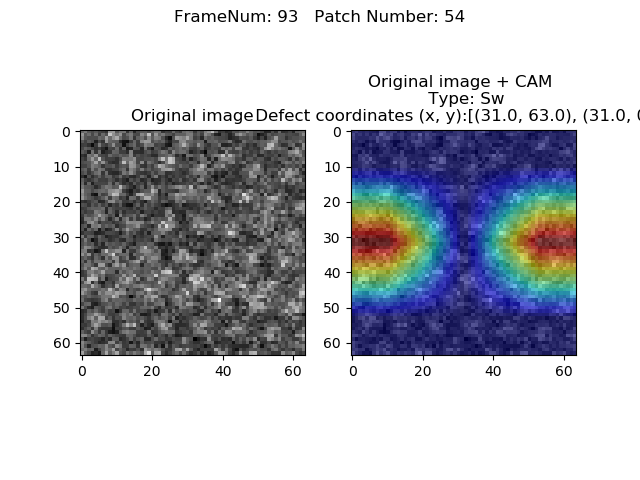 FrameNum: 93   Patch Number: 54
Original image + CAM
Type: Sw
Original image
Defect coordinates (x, y):[(31.0, 63.0), (31.0, 0
0
10
20
30
40
50
60
0 20 40 60
0
10
20
30
40
50
60
0 20 40 60